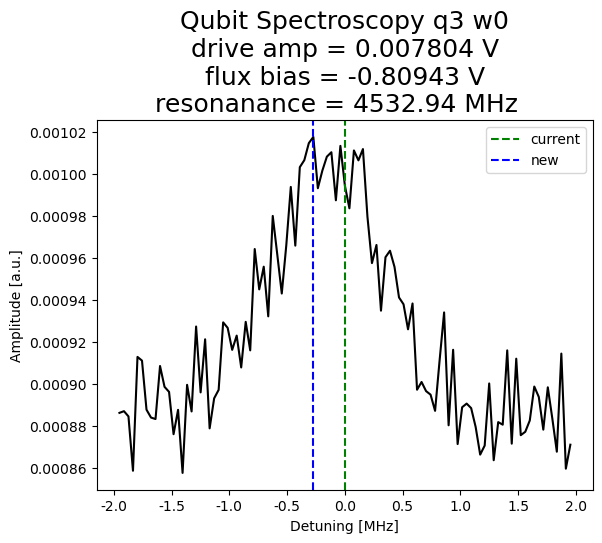 Qubit Spectroscopy q3 w0
drive amp = 0.007804 V
flux bias = -0.80943 V
resonanance = 4532.94 MHz
0.00102
0.00100
0.00098
0.00096
0.00094
0.00092
0.00090
0.00088
0.00086
Amplitude [a.u.]
current
new
-2.0 -1.5 -1.0 -0.5 0.0 0.5 1.0 1.5 2.0
Detuning [MHz]